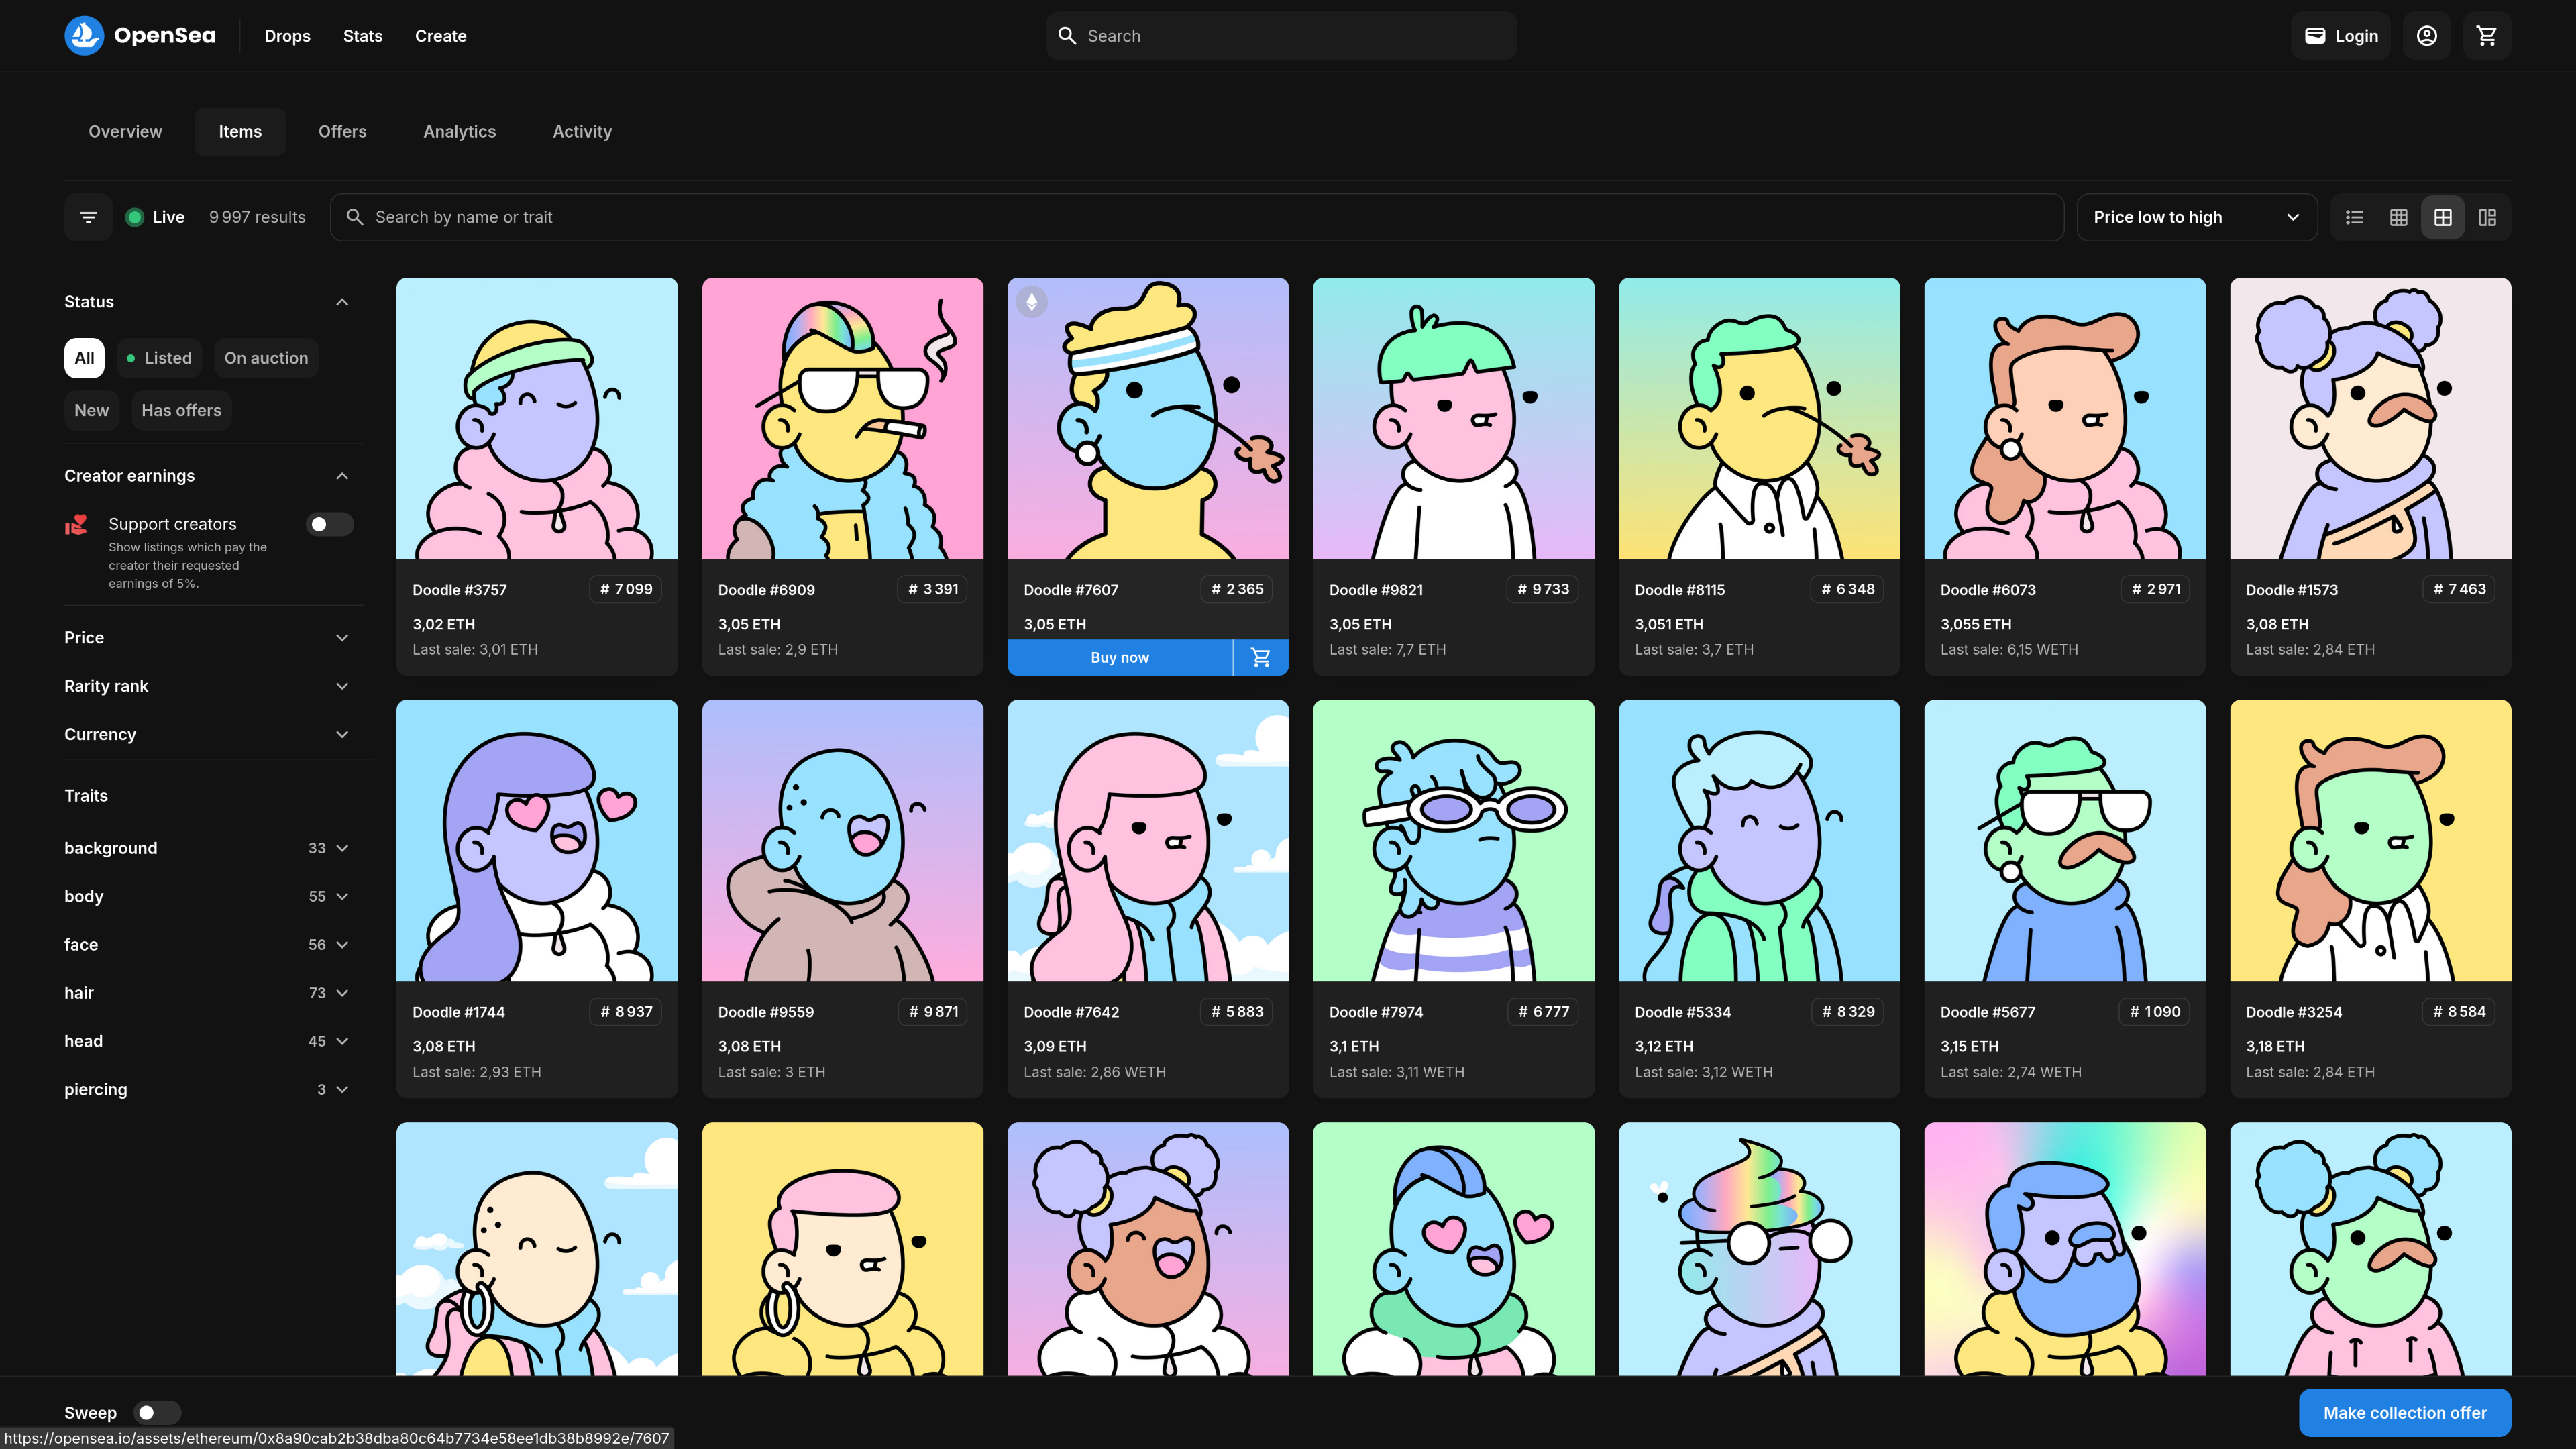 OpenSea
Drops
Stats
Create
Search
Login
Overview
Items
Offers
Analytics
Activity
Live
9 997 results
Search by name or trait
Price low to high
Status
All
Listed
On auction
New
Has offers
Creator earnings
Support creators
Show listings which pay the
creator their requested
earnings of 5%.
Price
Rarity rank
Currency
Traits
background 33
body 55
face 56
hair 73
head 45
piercing 3
Doodle #3757 # 7 099
3,02 ETH
Last sale: 3,01 ETH
Doodle #6909 # 3 391
3,05 ETH
Last sale: 2,9 ETH
Doodle #7607 # 2 365
3,05 ETH
Buy now
Doodle #9821 # 9 733
3,05 ETH
Last sale: 7,7 ETH
Doodle #8115 # 6 348
3,051 ETH
Last sale: 3,7 ETH
Doodle #6073 # 2 971
3,055 ETH
Last sale: 6,15 WETH
Doodle #1573 # 7 463
3,08 ETH
Last sale: 2,84 ETH
Doodle #1744 # 8 937
3,08 ETH
Last sale: 2,93 ETH
Doodle #9559 # 9 871
3,08 ETH
Last sale: 3 ETH
Doodle #7642 # 5 883
3,09 ETH
Last sale: 2,86 WETH
Doodle #7974 # 6 777
3,1 ETH
Last sale: 3,11 WETH
Doodle #5334 # 8 329
3,12 ETH
Last sale: 3,12 WETH
Doodle #5677 # 1 090
3,15 ETH
Last sale: 2,74 WETH
Doodle #3254 # 8 584
3,18 ETH
Last sale: 2,84 ETH
Sweep
Make collection offer
https://opensea.io/assets/ethereum/0x8a90cab2b38dba80c64b7734e58ee1db38b8992e/7607